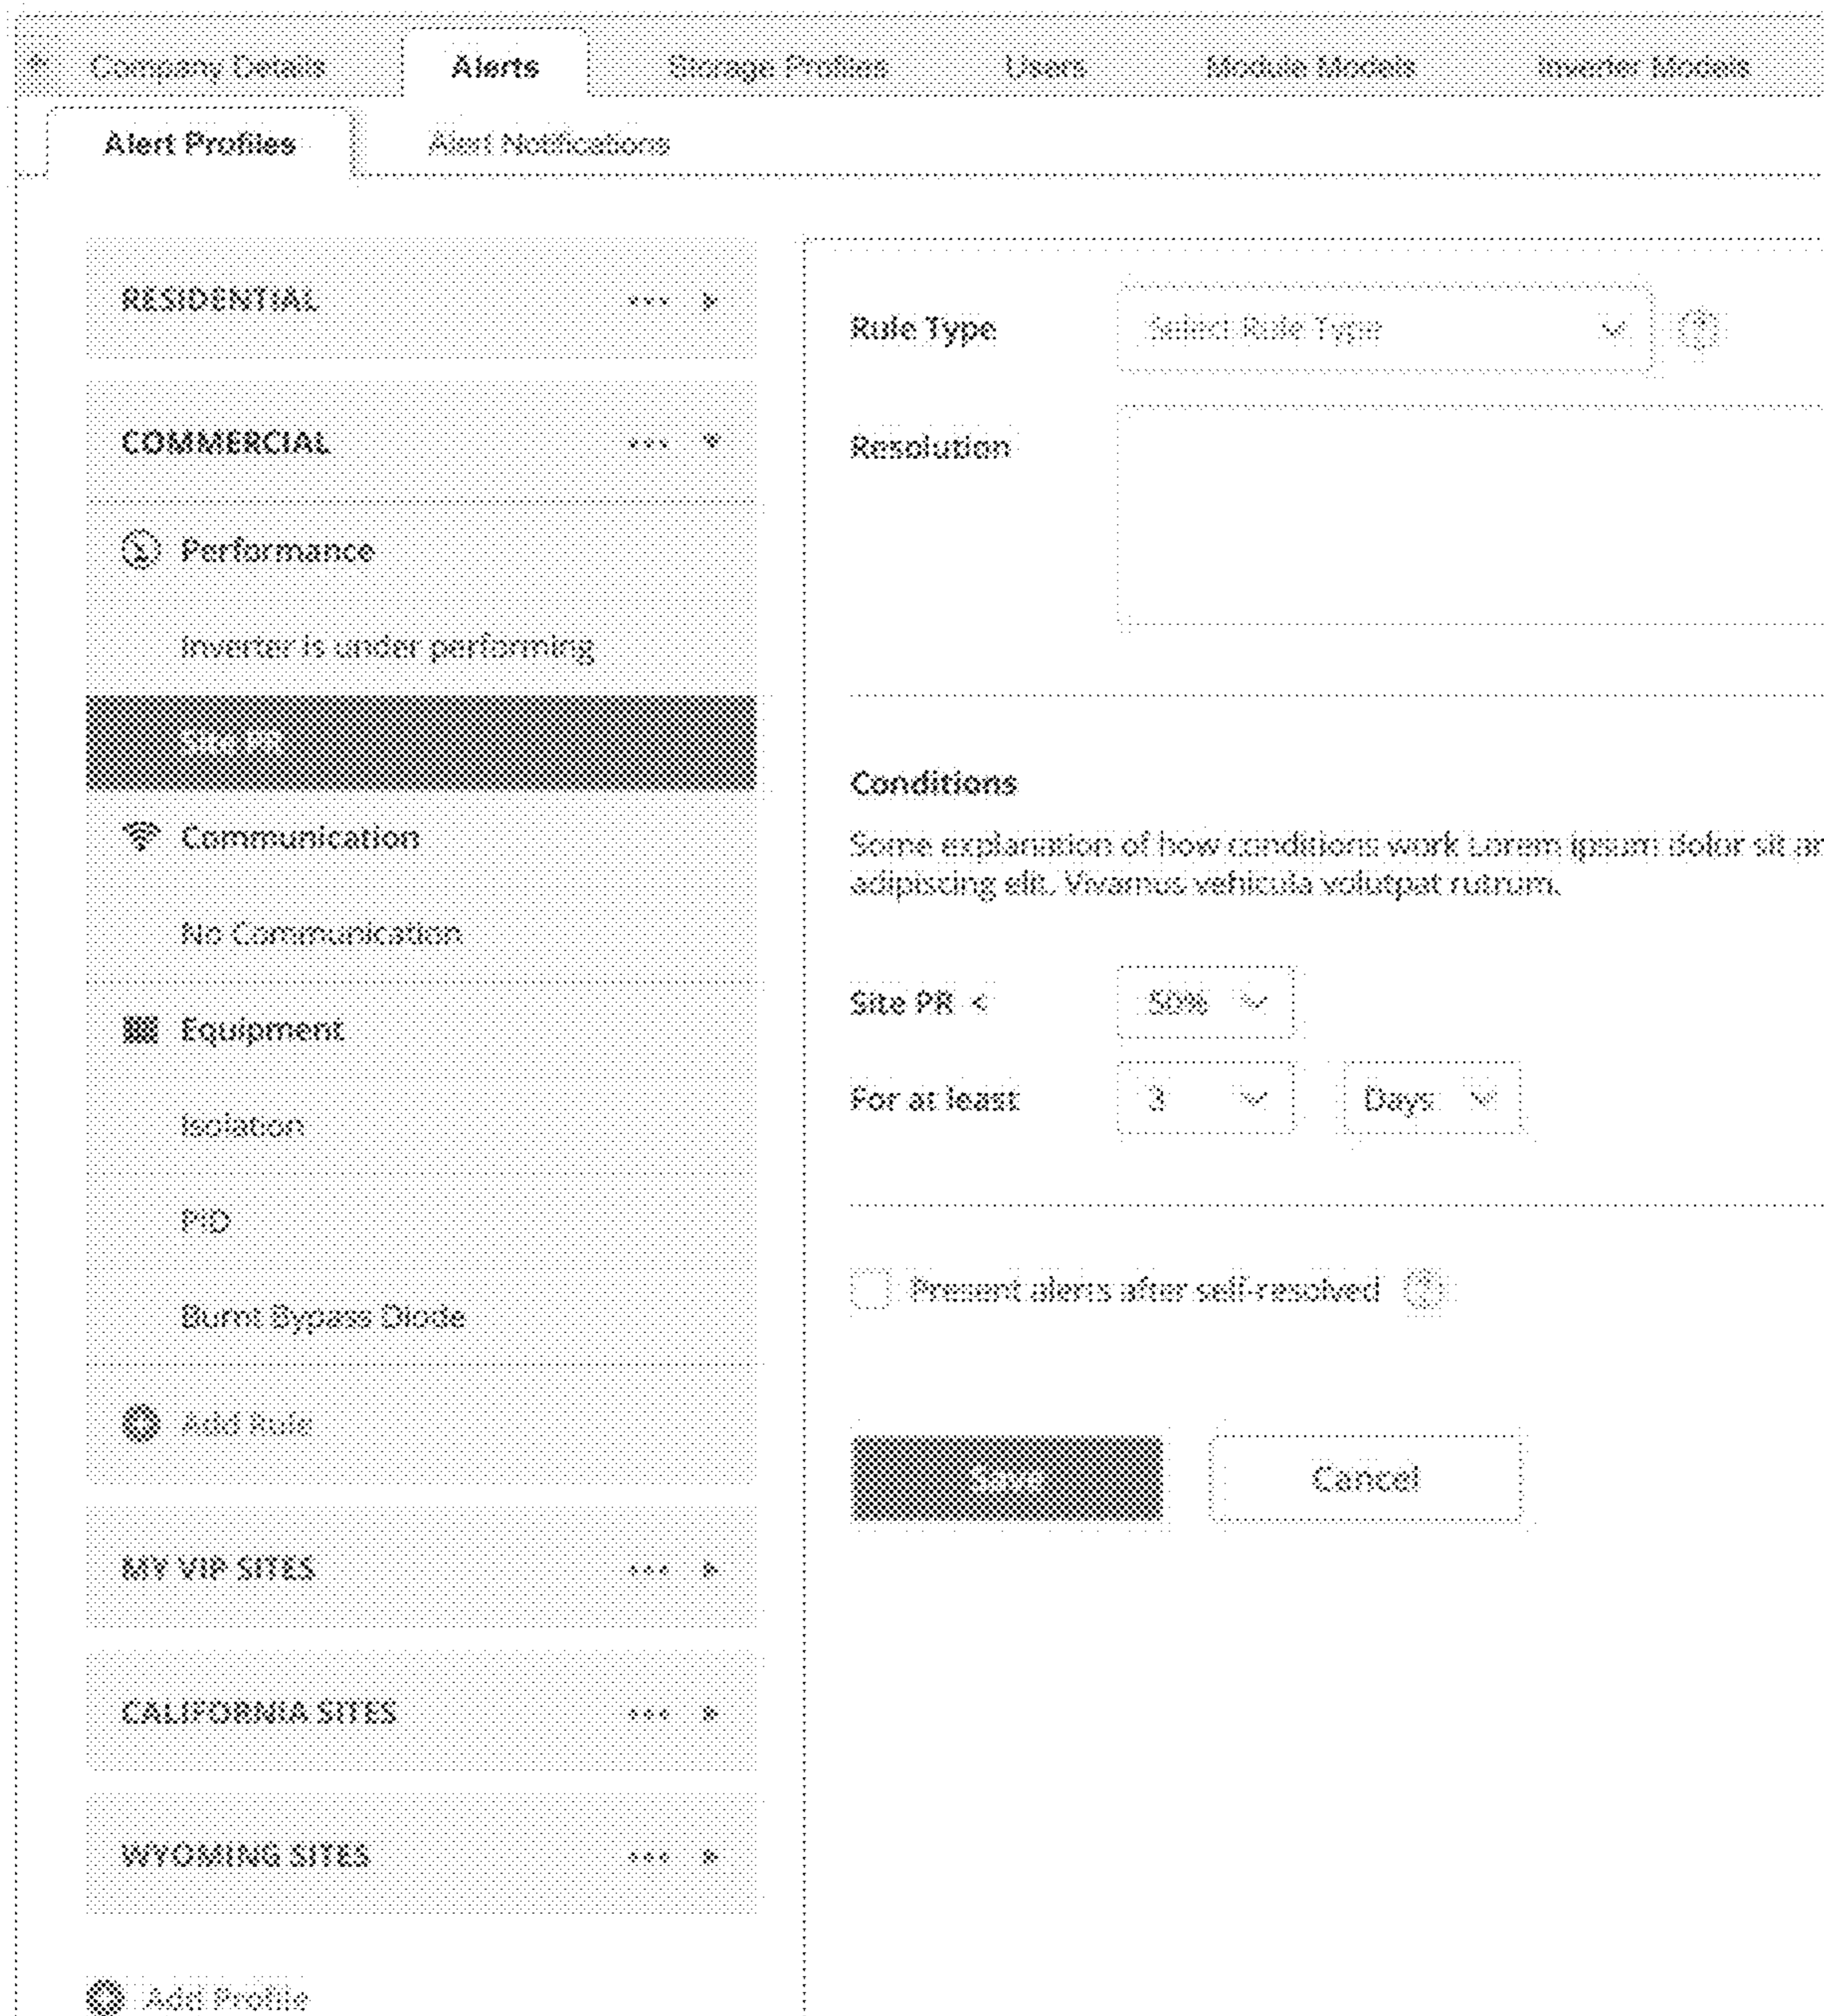 Company Details Alerts Storage Profiles Users Module Models Inverter Models
Alert Profiles Alert Notifications
RESIDENTIAL
COMMERCIAL
Performance
Inverter is under performing
Site PR
Communication
No Communication
Equipment
Isolation
PID
Burnt Bypass Diode
Add Rule
MY VIP SITES
CALIFORNIA SITES
WYOMING SITES
Add Profile
Rule Type Select Rule Type ?
Resolution
Conditions
Some explanation of how conditions work Lorem ipsum dolor sit
adipiscing elit. Vivamus vehicula volutpat rutrum.
Site PR < 50%
For at least 3 Days
Present alerts after self-resolved ?
Save Cancel